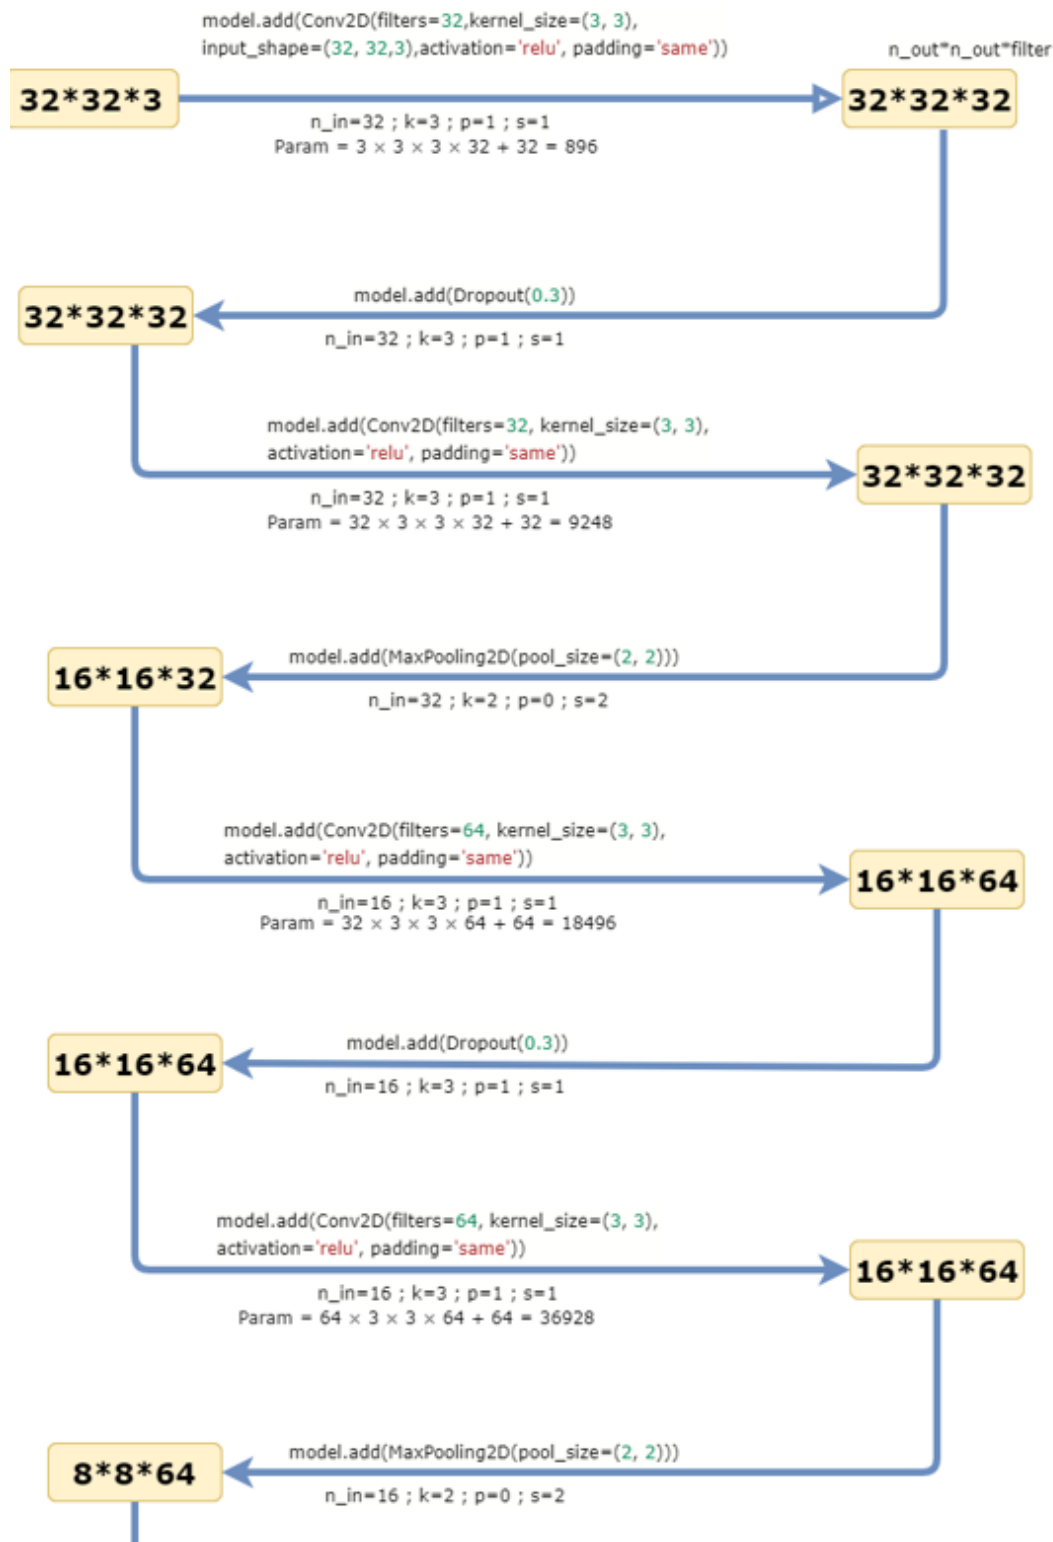 model.add(Conv2D(filters=32,kernel_size=(3, 3),
input_shape=(32, 32,3),activation='relu', padding='same'))
n_out*n_out*filter
32*32*3
32*32*32
n_in=32 ; k=3 ; p=1 ; s=1
Param = 3 × 3 × 3 × 32 + 32 = 896
model.add(Dropout(0.3))
32*32*32
n_in=32 ; k=3 ; p=1 ; s=1
model.add(Conv2D(filters=32, kernel_size=(3, 3),
activation='relu', padding='same'))
32*32*32
n_in=32 ; k=3 ; p=1 ; s=1
Param = 32 × 3 × 3 × 32 + 32 = 9248
model.add(MaxPooling2D(pool_size=(2, 2)))
16*16*32
n_in=32 ; k=2 ; p=0 ; s=2
model.add(Conv2D(filters=64, kernel_size=(3, 3),
activation='relu', padding='same'))
16*16*64
n_in=16 ; k=3 ; p=1 ; s=1
Param = 32 × 3 × 3 × 64 + 64 = 18496
model.add(Dropout(0.3))
16*16*64
n_in=16 ; k=3 ; p=1 ; s=1
model.add(Conv2D(filters=64, kernel_size=(3, 3),
activation='relu', padding='same'))
16*16*64
n_in=16 ; k=3 ; p=1 ; s=1
Param = 64 × 3 × 3 × 64 + 64 = 36928
model.add(MaxPooling2D(pool_size=(2, 2)))
8*8*64
n_in=16 ; k=2 ; p=0 ; s=2